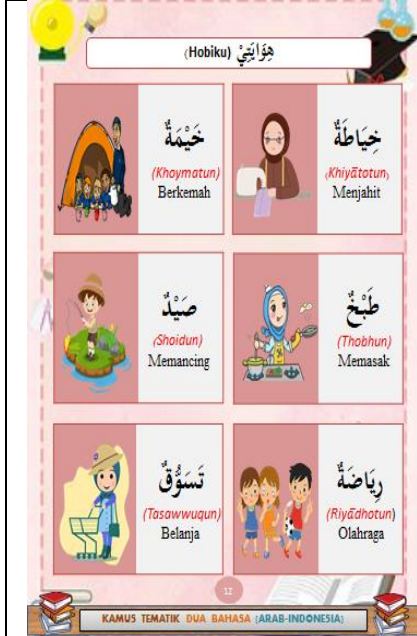 هِوَايَتِيْ (Hobiku)
خِيَاطَةٌ
(Khiyātotun)
Menjahit
خَيْمَةٌ
(Khoymatun)
Berkemah
طَبْخٌ
(Thobhun)
Memasak
صَيْدٌ
(Shoidun)
Memancing
رِيَاضَةٌ
(Riyādhotun)
Olahraga
تَسَوُّقٌ
(Tasawwuqun)
Belanja
12
KAMUS TEMATIK DUA BAHASA (ARAB-INDONESIA)